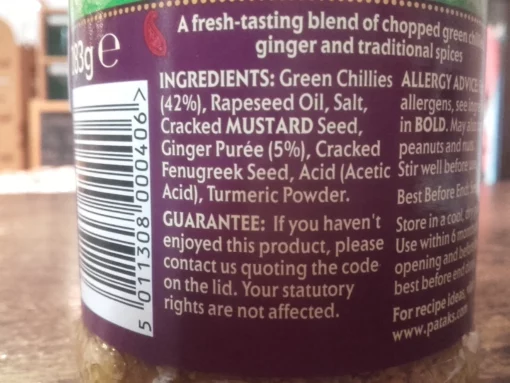 A fresh-tasting blend of chopped green
ginger and traditional spices
83g e
INGREDIENTS: Green Chillies
(42%), Rapeseed Oil, Salt,
Cracked MUSTARD Seed,
Ginger Purée (5%), Cracked
Fenugreek Seed, Acid (Acetic
Acid), Turmeric Powder.
GUARANTEE: If you haven't
enjoyed this product, please
contact us quoting the code
on the lid. Your statutory
rights are not affected.
ALLERGY ADVICE
allergens, see
in BOLD. May
peanuts and
Stir well before
Best Before End:
Store in a cool,
Use within 6
opening and
best before end
For recipe ideas,
www.pataks.com
5 011308 000406 >